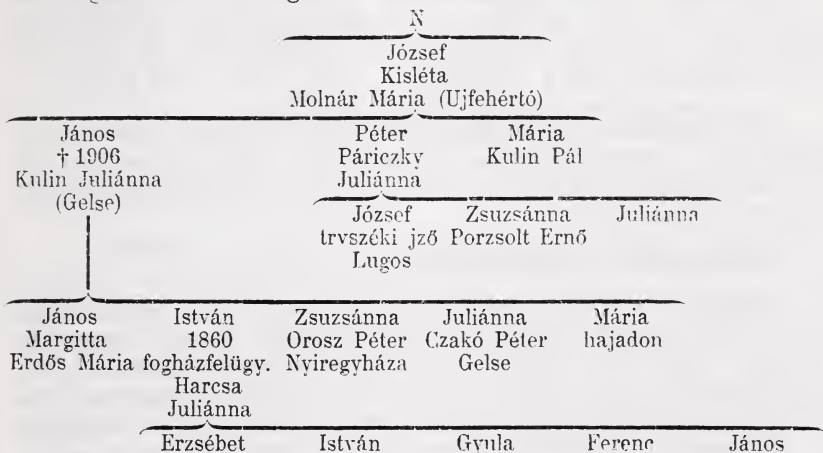 N
József
Kisléta
Molnár Mária (Ujfehértó)
János Péter Mária
† 1906 Páriczky Kulin Pál
Kulin Juliánna Juliánna
(Gelse)
József Zsuzsánna Juliánna
trvszéki jző Porzsolt Ernő
Lugos
János István Zsuzsánna Juliánna Mária
Margitta 1860 Orosz Péter Czakó Péter hajadon
Erdős Mária fogházfelügy. Nyiregyháza Gelse
Harcsa
Juliánna
Erzsébet István Gyula Ferenc János